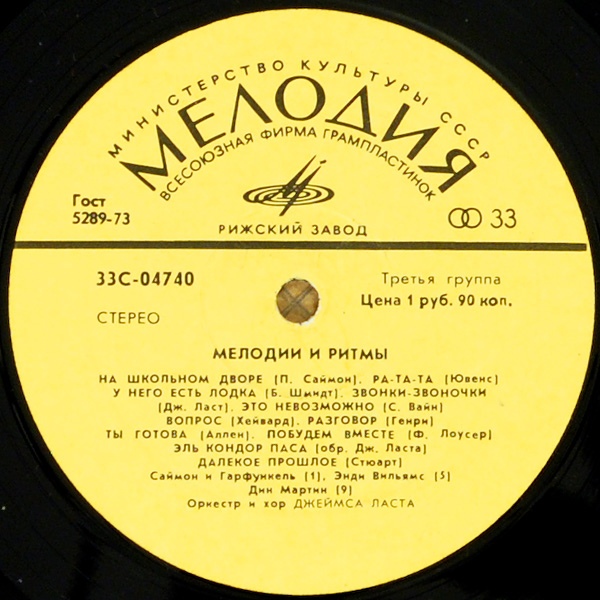 МИНИСТЕРСТВО КУЛЬТУРЫ СССР
МЕЛОДИЯ
ВСЕСОЮЗНАЯ ФИРМА ГРАМПЛАСТИНОК
РИЖСКИЙ ЗАВОД
Гост
5289-73
33
33С-04740
Третья группа
Цена 1 руб. 90 коп.
СТЕРЕО
МЕЛОДИИ И РИТМЫ
НА ШКОЛЬНОМ ДВОРЕ (П. Саймон). РА-ТА-ТА (Ювенс)
У НЕГО ЕСТЬ ЛОДКА (Б. Шмидт). ЗВОНКИ-ЗВОНОЧКИ
(Дж. Ласт). ЭТО НЕВОЗМОЖНО (С. Вайн)
ВОПРОС (Хейвард). РАЗГОВОР (Генри)
ТЫ ГОТОВА (Аллен). ПОБУДЕМ ВМЕСТЕ (Ф. Лоусер)
ЭЛЬ КОНДОР ПАСА (обр. Дж. Ласта)
ДАЛЕКОЕ ПРОШЛОЕ (Стюарт)
Саймон и Гарфункель (1), Энди Вильямс (5)
Дин Мартин (9)
Оркестр и хор ДЖЕЙМСА ЛАСТА